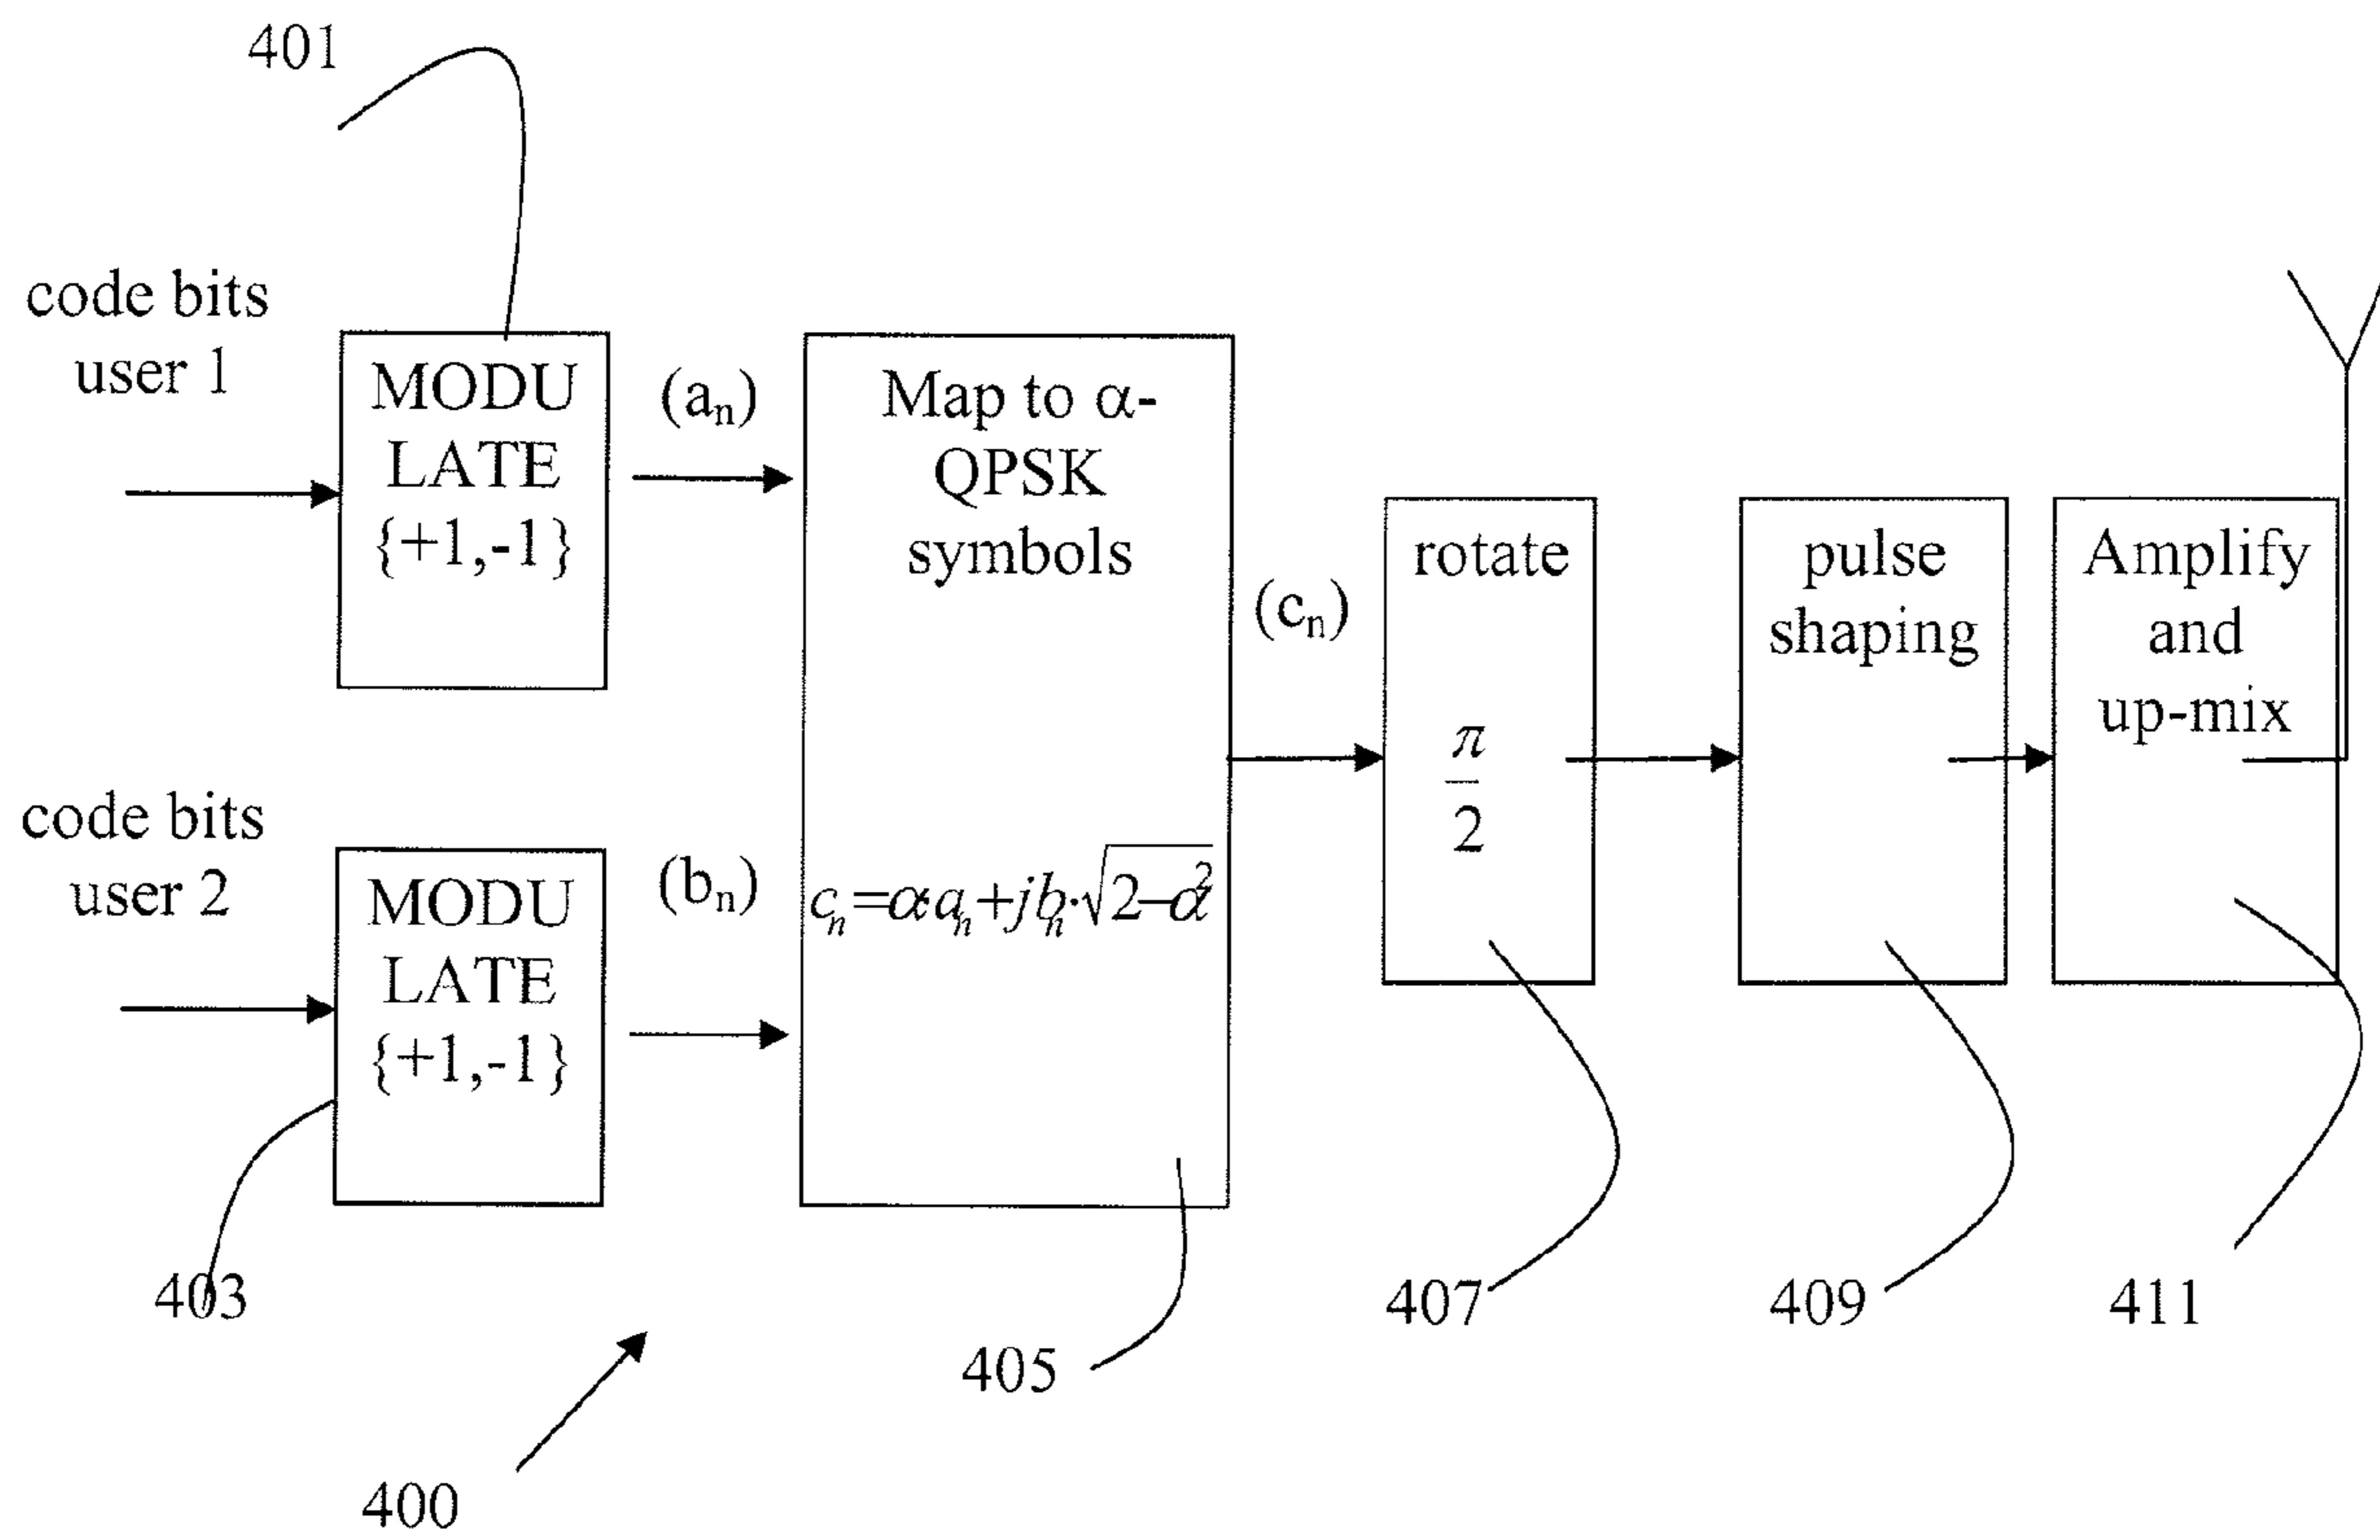 401
code bits
user 1
MODU
LATE
{+1,-1}
(aₙ)
Map to α-
QPSK
symbols
cₙ=α·aₙ+jbₙ·√2−α²
(cₙ)
rotate
π
2
pulse
shaping
Amplify
and
up-mix
code bits
user 2
MODU
LATE
{+1,-1}
(bₙ)
403
405
407
409
411
400